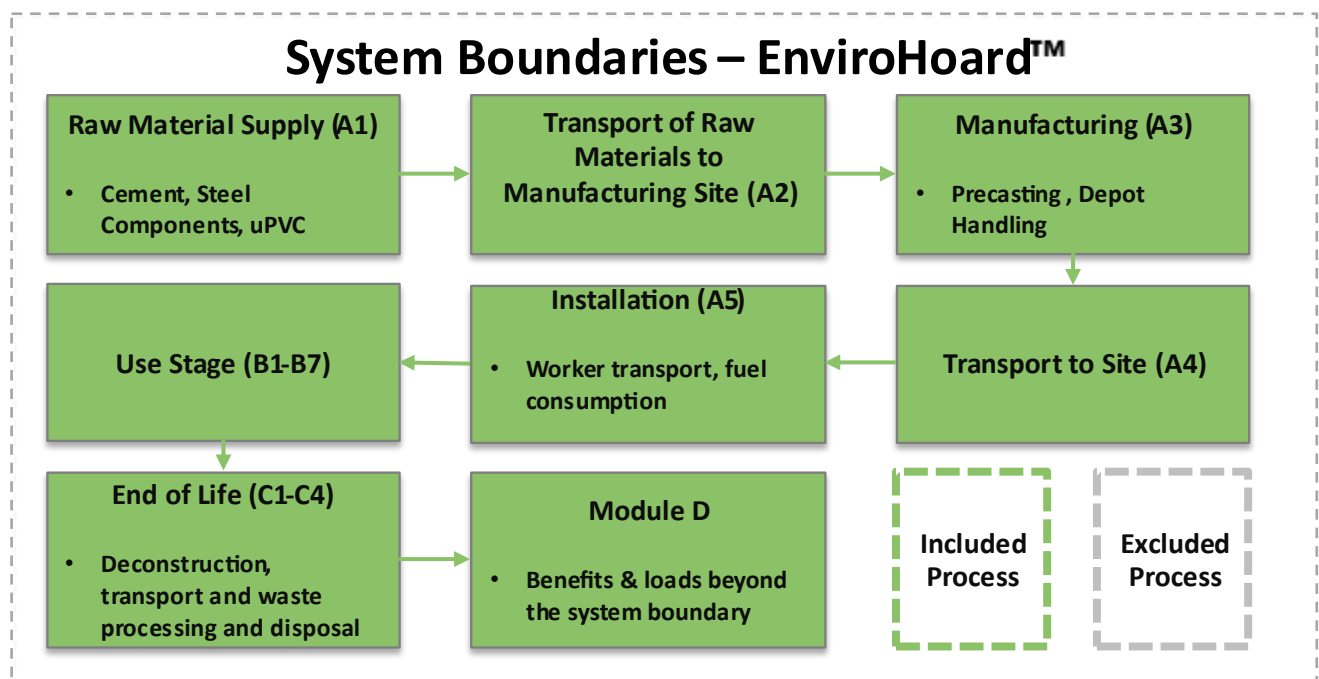 System Boundaries – EnviroHoard™
Raw Material Supply (A1)
• Cement, Steel
Components, uPVC
Transport of Raw
Materials to
Manufacturing Site (A2)
Manufacturing (A3)
• Precasting , Depot
Handling
Use Stage (B1-B7)
Installation (A5)
• Worker transport, fuel
consumption
Transport to Site (A4)
End of Life (C1-C4)
• Deconstruction,
transport and waste
processing and disposal
Module D
• Benefits & loads beyond
the system boundary
Included
Process
Excluded
Process